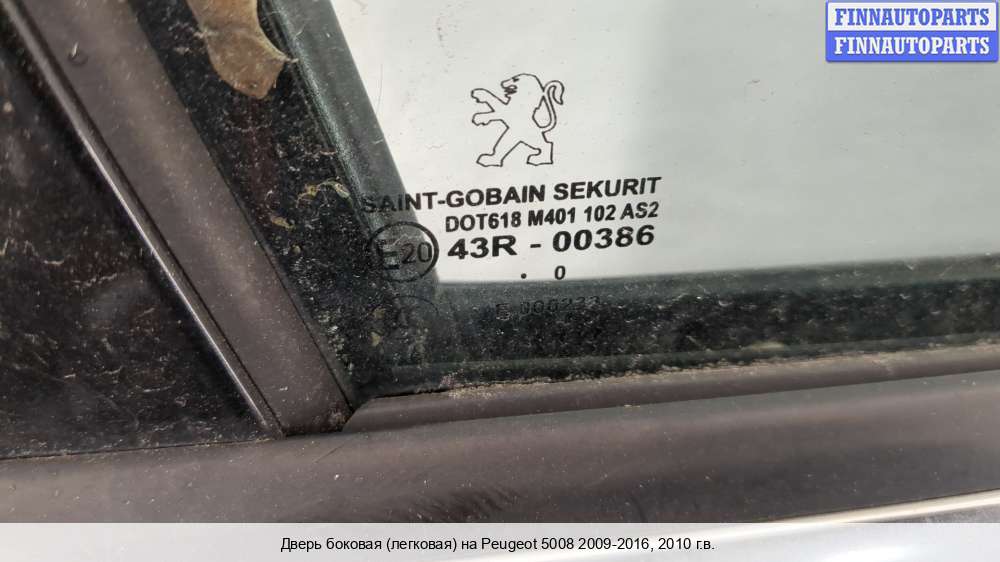 FINNAUTOPARTS
FINNAUTOPARTS
SAINT-GOBAIN SEKURIT
DOT618 M401 102 AS2
E20 43R - 00386
. 0
Дверь боковая (легковая) на Peugeot 5008 2009-2016, 2010 г.в.